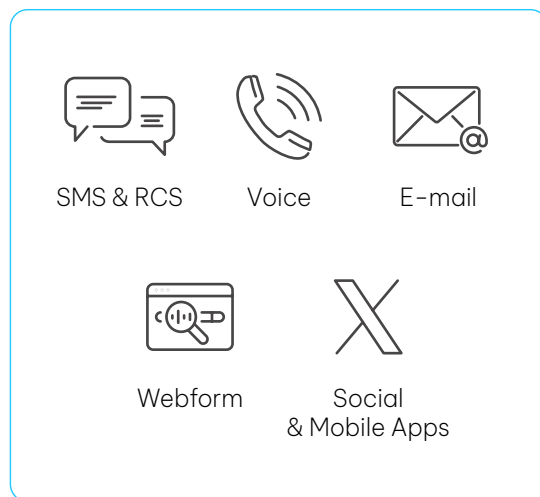 SMS & RCS
Voice
E-mail
Webform
Social
& Mobile Apps